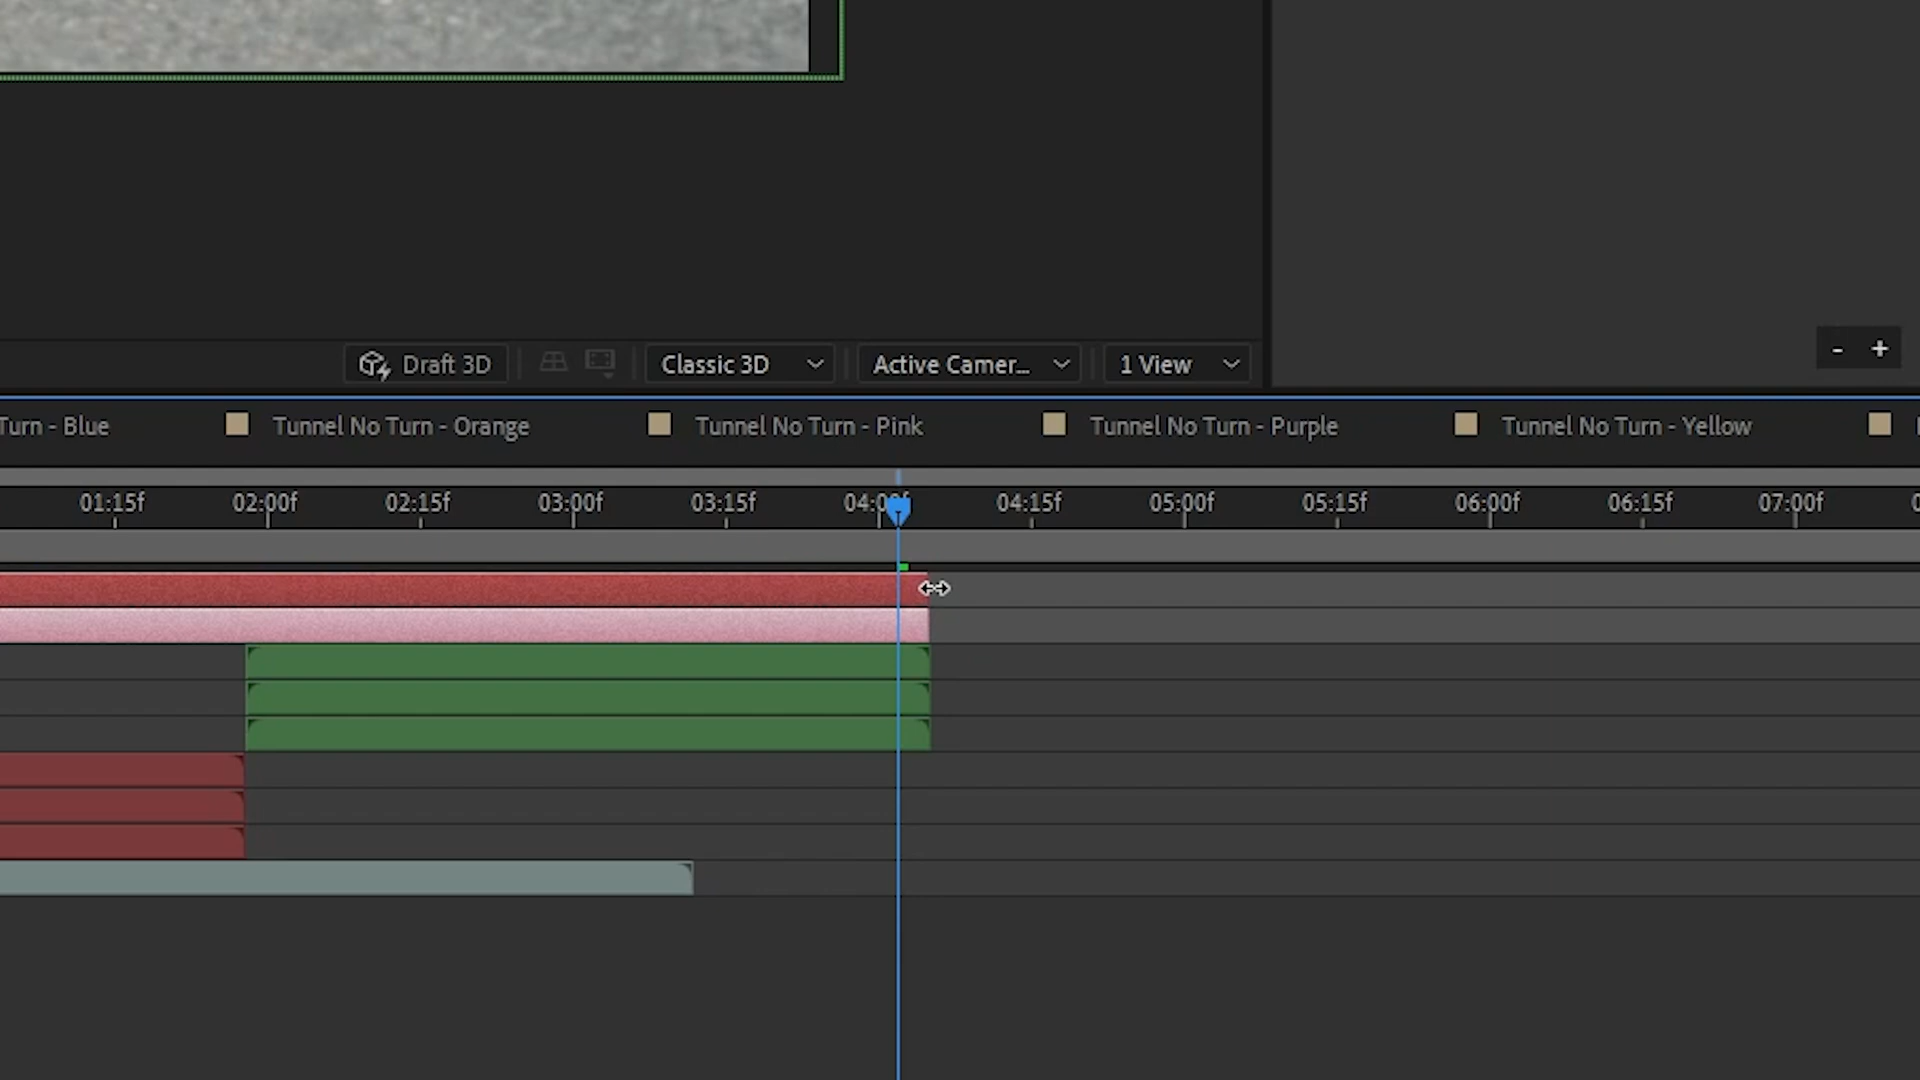 Draft 3D Classic 3D Active Camer... 1 View - +
Turn - Blue Tunnel No Turn - Orange Tunnel No Turn - Pink Tunnel No Turn - Purple Tunnel No Turn - Yellow
01:15f 02:00f 02:15f 03:00f 03:15f 04:00f 04:15f 05:00f 05:15f 06:00f 06:15f 07:00f